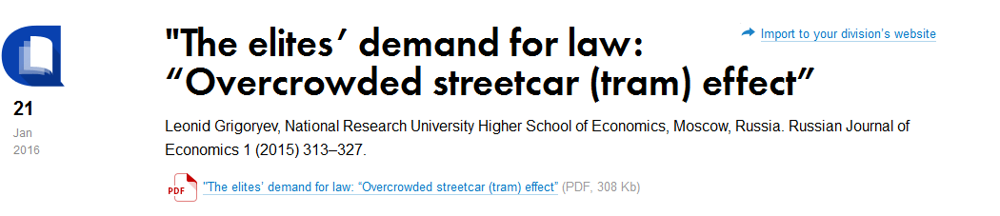 "The elites’ demand for law:
“Overcrowded streetcar (tram) effect”
Import to your division's website
21
Jan
2016
Leonid Grigoryev, National Research University Higher School of Economics, Moscow, Russia. Russian Journal of
Economics 1 (2015) 313–327.
PDF "The elites’ demand for law: “Overcrowded streetcar (tram) effect” (PDF, 308 Kb)